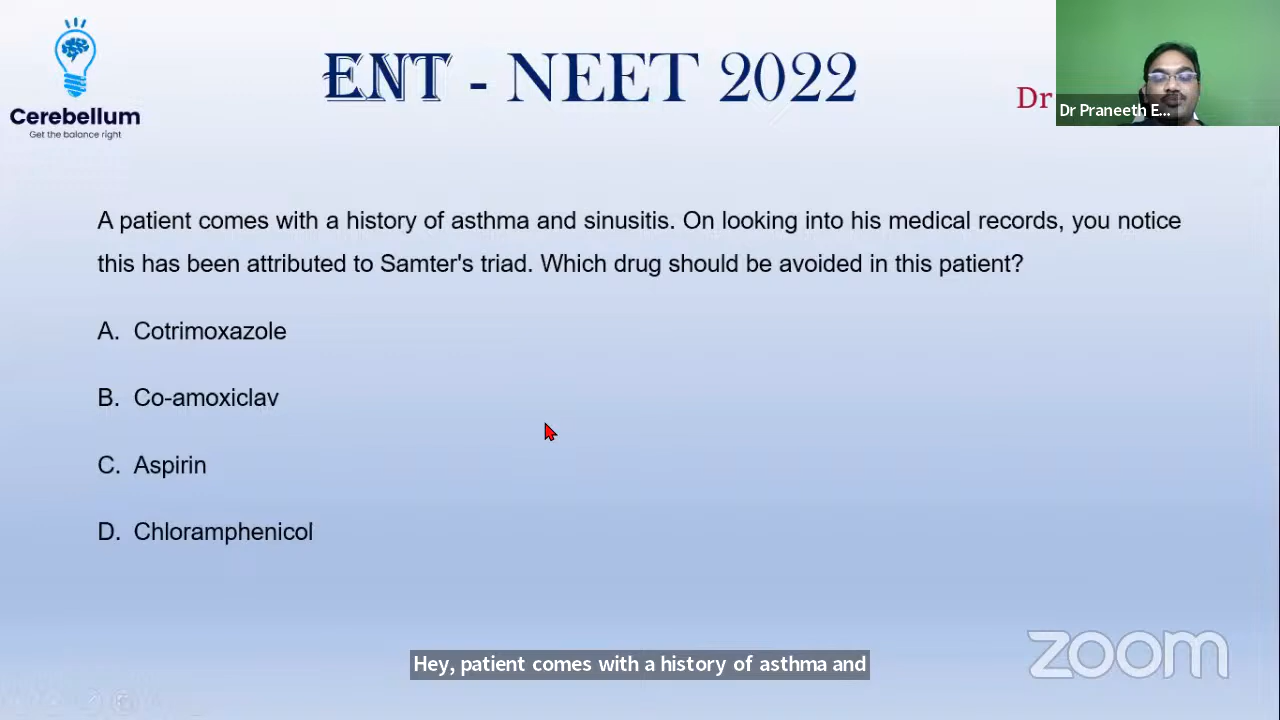 Cerebellum
Get the balance right
ENT - NEET 2022
Dr
Dr Praneeth E...
A patient comes with a history of asthma and sinusitis. On looking into his medical records, you notice
this has been attributed to Samter's triad. Which drug should be avoided in this patient?
A. Cotrimoxazole
B. Co-amoxiclav
C. Aspirin
D. Chloramphenicol
Hey, patient comes with a history of asthma and
zoom